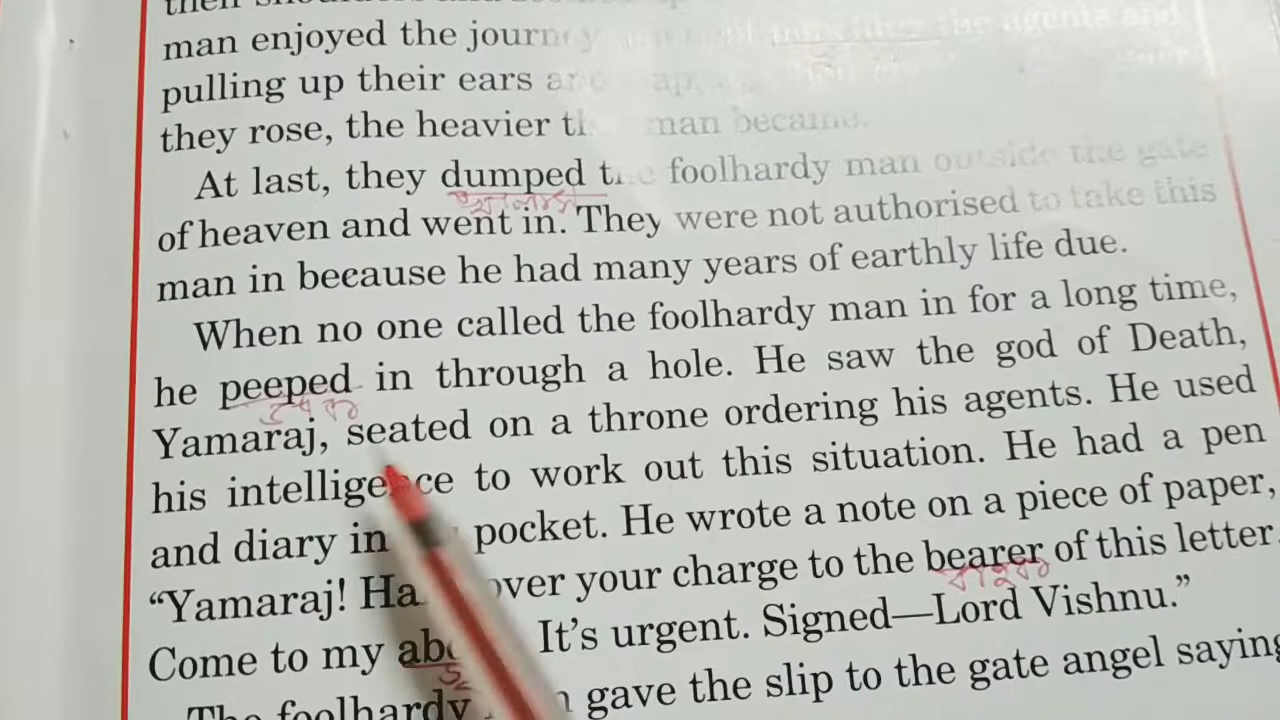 man enjoyed the journey
pulling up their ears
they rose, the heavier man became.
At last, they dumped the foolhardy man outside the gate
of heaven and went in. They were not authorised to take this
man in because he had many years of earthly life due.
When no one called the foolhardy man in for a long time,
he peeped in through a hole. He saw the god of Death,
Yamaraj, seated on a throne ordering his agents. He used
his intelligence to work out this situation. He had a pen
and diary in pocket. He wrote a note on a piece of paper,
“Yamaraj! Ha over your charge to the bearer of this letter.
Come to my It’s urgent. Signed—Lord Vishnu.”
The foolhardy gave the slip to the gate angel saying